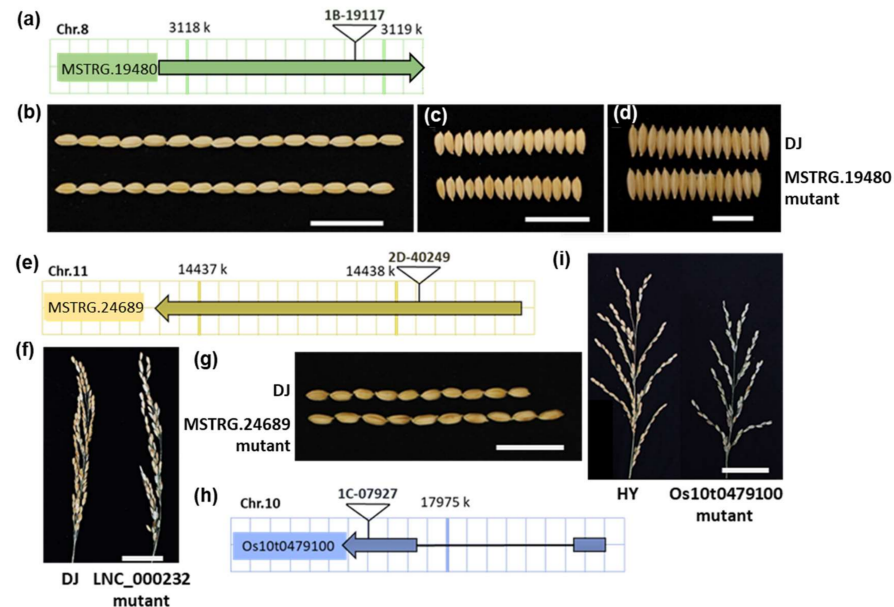 (a)
1B-19117
Chr.8
3118 k
3119 k
MSTRG.19480
(b)
(c)
(d)
DJ
MSTRG.19480
mutant
(e)
Chr.11
14437 k
14438 k
2D-40249
(i)
MSTRG.24689
(f)
(g)
DJ
MSTRG.24689
mutant
(h)
Chr.10
1C-07927
17975 k
Os10t0479100
DJ
LNC_000232
mutant
HY
Os10t0479100
mutant